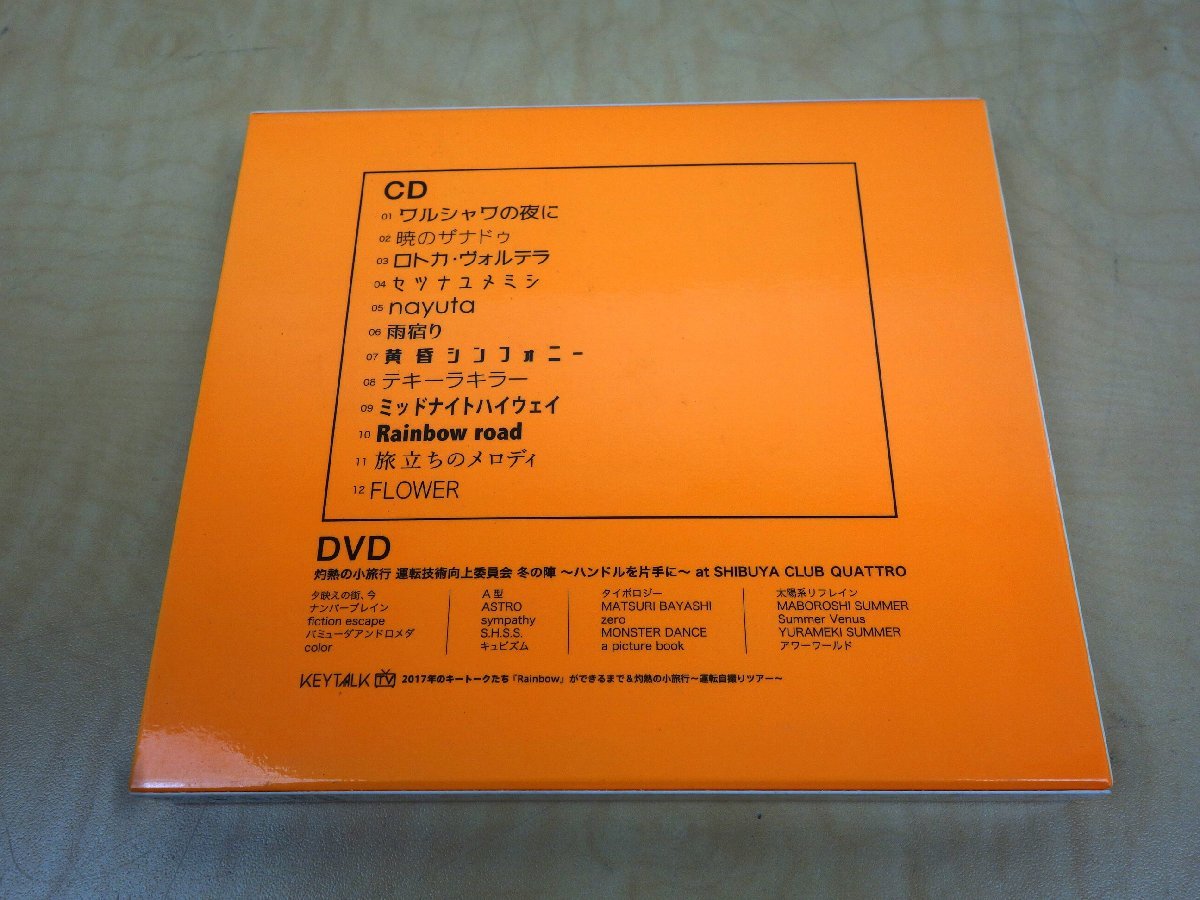 CD
01 ワルシャワの夜に
02 暁のザナドゥ
03 ロトカ・ヴォルテラ
04 セツナユメミシ
05 nayuta
06 雨宿り
07 黄昏シンフォニー
08 テキーラキラー
09 ミッドナイトハイウェイ
10 Rainbow road
11 旅立ちのメロディ
12 FLOWER
DVD
灼熱の小旅行 運転技術向上委員会 冬の陣 〜ハンドルを片手に〜 at SHIBUYA CLUB QUATTRO
夕映えの街、今
ナンバーブレイン
fiction escape
バミューダアンドロメダ
color
A型
ASTRO
sympathy
S.H.S.S.
キュビズム
タイポロジー
MATSURI BAYASHI
zero
MONSTER DANCE
a picture book
太陽系リフレイン
MABOROSHI SUMMER
Summer Venus
YURAMEKI SUMMER
アワーワールド
KEYTALK TV 2017年のキートークたち「Rainbow」ができるまで&灼熱の小旅行〜運転自撮りツアー〜